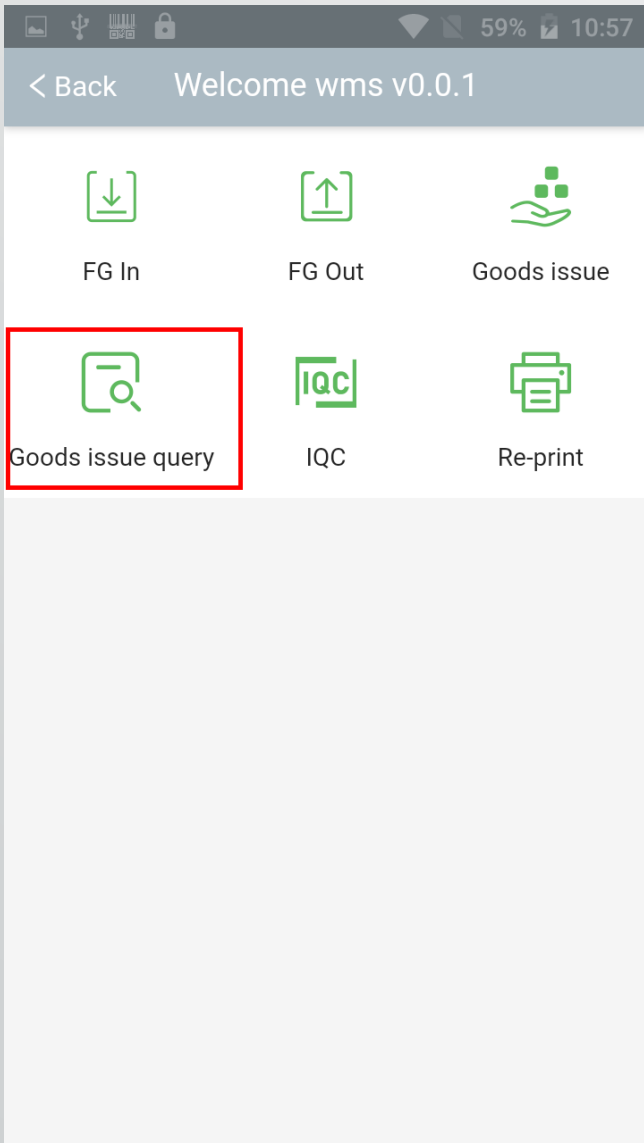 59% 10:57
< Back Welcome wms v0.0.1
FG In FG Out Goods issue
IQC
Goods issue query IQC Re-print